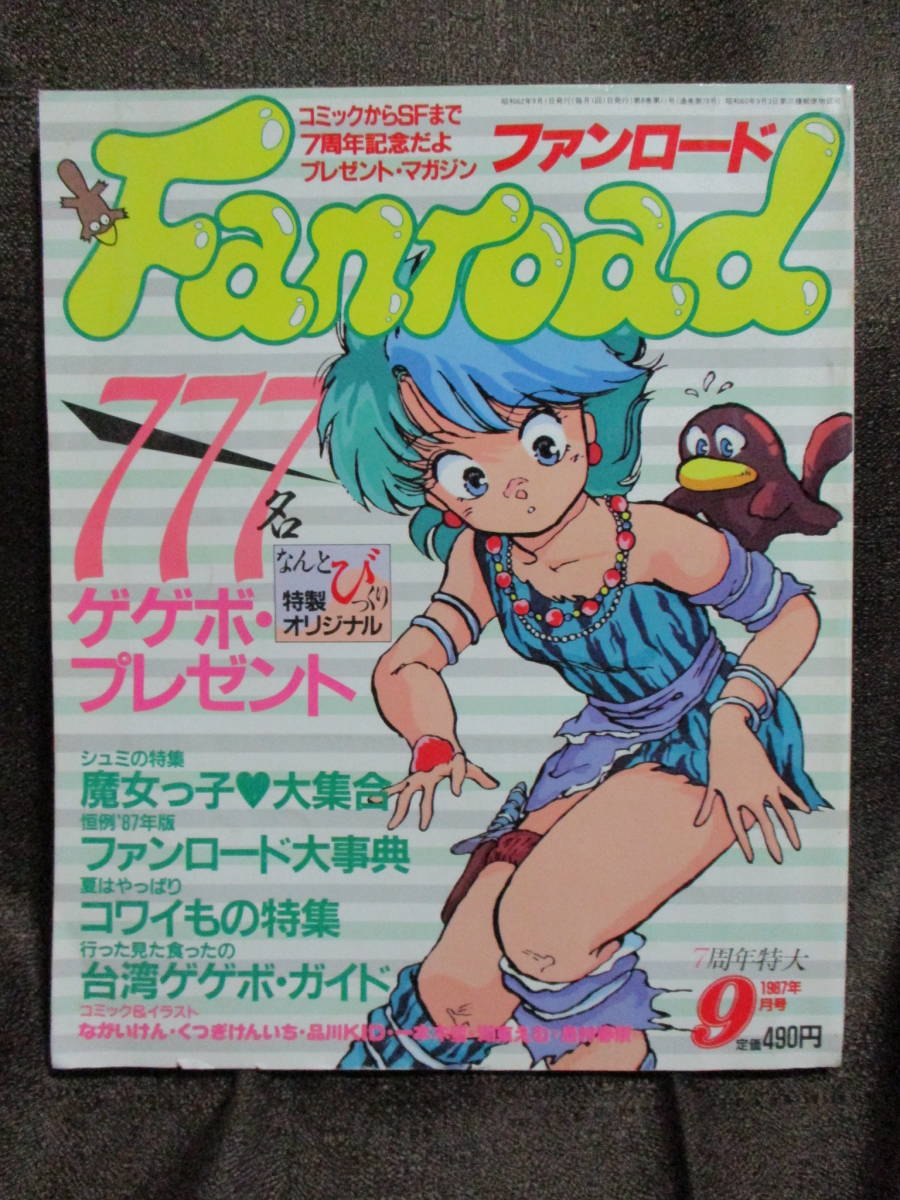 コミックからSFまで
7周年記念だよ
プレゼント・マガジン
ファンロード
Fanroad
777名
ゲゲボ・
プレゼント
なんと
びっくり
特製
オリジナル
シュミの特集
魔女っ子♥大集合
恒例'87年版
ファンロード大事典
夏はやっぱり
コワイもの特集
行った見た食ったの
台湾ゲゲボ・ガイド
コミック&イラスト
ながいけん・くつぎけんいち・品川KID・一本木蛮
7周年特大
1987年
9月号
定価490円